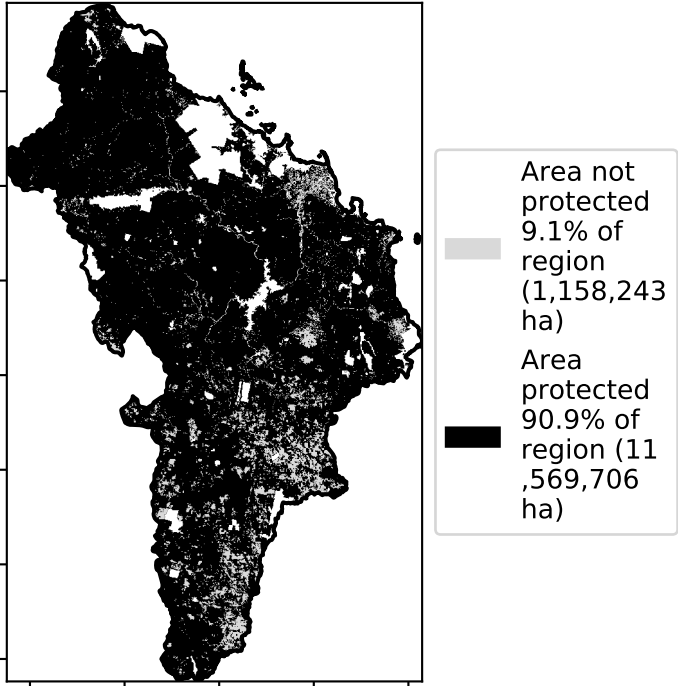 Area not
protected
9.1% of
region
(1,158,243
ha)
Area
protected
90.9% of
region (11
,569,706
ha)